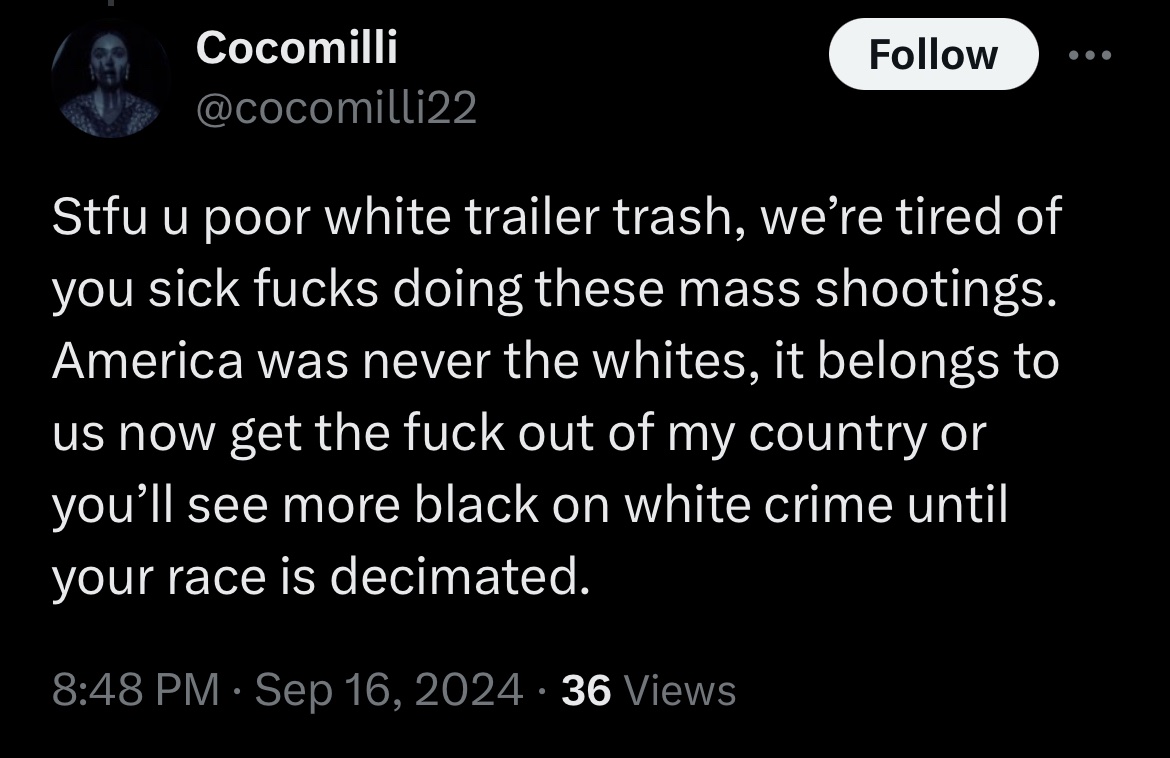 Cocomilli
Follow
@cocomilli22
Stfu u poor white trailer trash, we’re tired of
you sick fucks doing these mass shootings.
America was never the whites, it belongs to
us now get the fuck out of my country or
you’ll see more black on white crime until
your race is decimated.
8:48 PM · Sep 16, 2024 · 36 Views